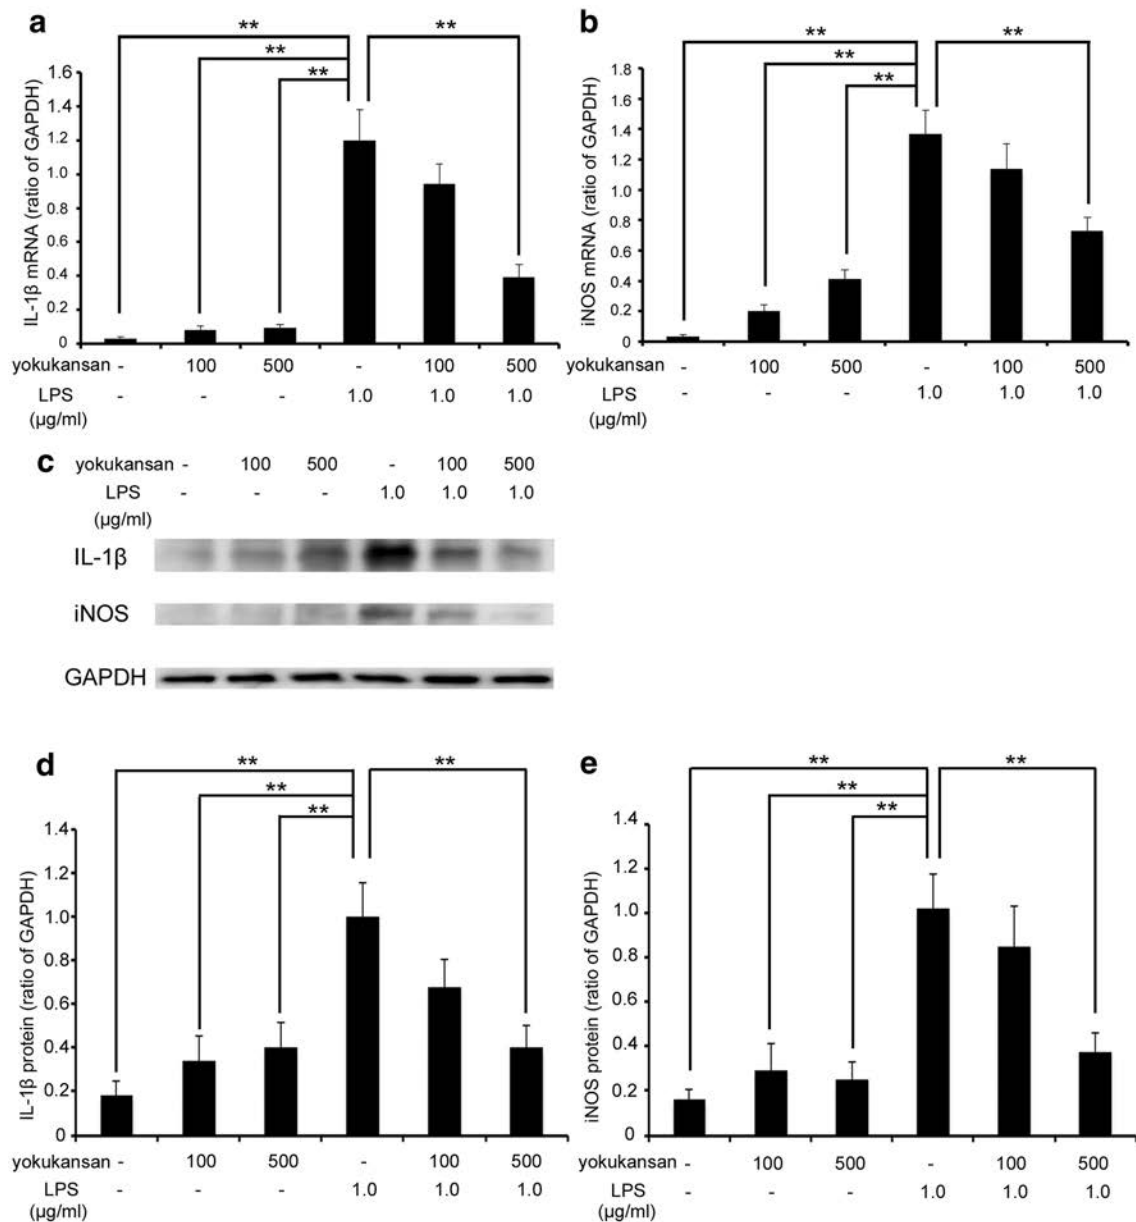 a
** ** ** **
IL-1β mRNA (ratio of GAPDH)
1.6
1.4
1.2
1.0
0.8
0.6
0.4
0.2
0
yokukansan - 100 500 - 100 500
LPS - - - 1.0 1.0 1.0
(µg/ml)
b
** ** ** **
iNOS mRNA (ratio of GAPDH)
1.8
1.6
1.4
1.2
1.0
0.8
0.6
0.4
0.2
0
yokukansan - 100 500 - 100 500
LPS - - - 1.0 1.0 1.0
(µg/ml)
c
yokukansan - 100 500 - 100 500
LPS - - - 1.0 1.0 1.0
(µg/ml)
IL-1β
iNOS
GAPDH
d
** ** ** **
IL-1β protein (ratio of GAPDH)
1.4
1.2
1.0
0.8
0.6
0.4
0.2
0
yokukansan - 100 500 - 100 500
LPS - - - 1.0 1.0 1.0
(µg/ml)
e
** ** ** **
iNOS protein (ratio of GAPDH)
1.4
1.2
1.0
0.8
0.6
0.4
0.2
0
yokukansan - 100 500 - 100 500
LPS - - - 1.0 1.0 1.0
(µg/ml)